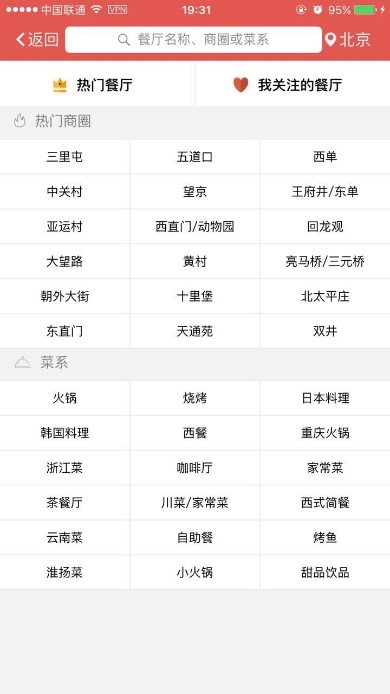 中国联通 VPN 19:31 95%
返回 餐厅名称、商圈或菜系 北京
热门餐厅 我关注的餐厅
热门商圈
三里屯 五道口 西单
中关村 望京 王府井/东单
亚运村 西直门/动物园 回龙观
大望路 黄村 亮马桥/三元桥
朝外大街 十里堡 北太平庄
东直门 天通苑 双井
菜系
火锅 烧烤 日本料理
韩国料理 西餐 重庆火锅
浙江菜 咖啡厅 家常菜
茶餐厅 川菜/家常菜 西式简餐
云南菜 自助餐 烤鱼
淮扬菜 小火锅 甜品饮品